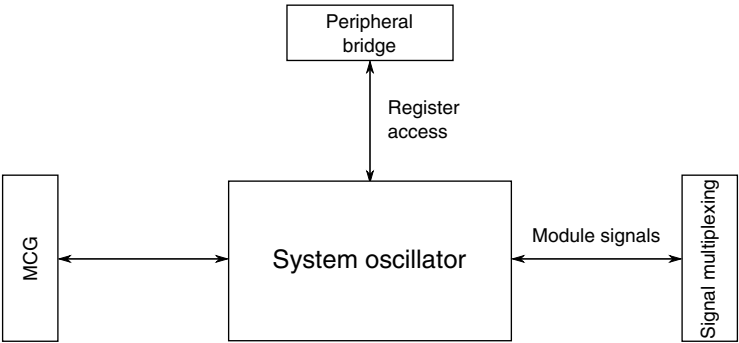 Peripheral
bridge
Register
access
MCG
System oscillator
Module signals
Signal multiplexing